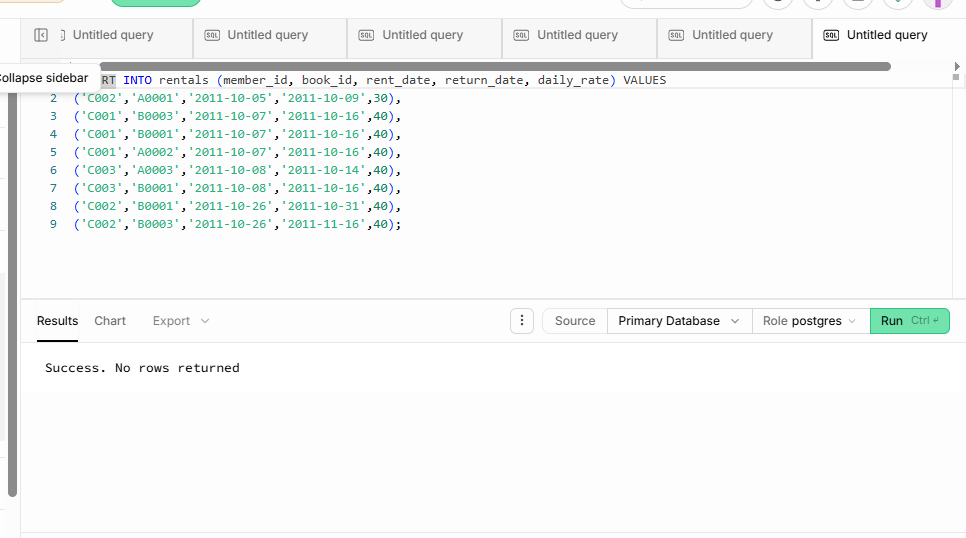 Untitled query
SQL Untitled query
SQL Untitled query
SQL Untitled query
SQL Untitled query
SQL Untitled query
ollapse sidebar
RT INTO rentals (member_id, book_id, rent_date, return_date, daily_rate) VALUES
2 ('C002','A0001','2011-10-05','2011-10-09',30),
3 ('C001','B0003','2011-10-07','2011-10-16',40),
4 ('C001','B0001','2011-10-07','2011-10-16',40),
5 ('C001','A0002','2011-10-07','2011-10-16',40),
6 ('C003','A0003','2011-10-08','2011-10-14',40),
7 ('C003','B0001','2011-10-08','2011-10-16',40),
8 ('C002','B0001','2011-10-26','2011-10-31',40),
9 ('C002','B0003','2011-10-26','2011-11-16',40);
Results Chart Export Source Primary Database Role postgres Run Ctrl ↵
Success. No rows returned